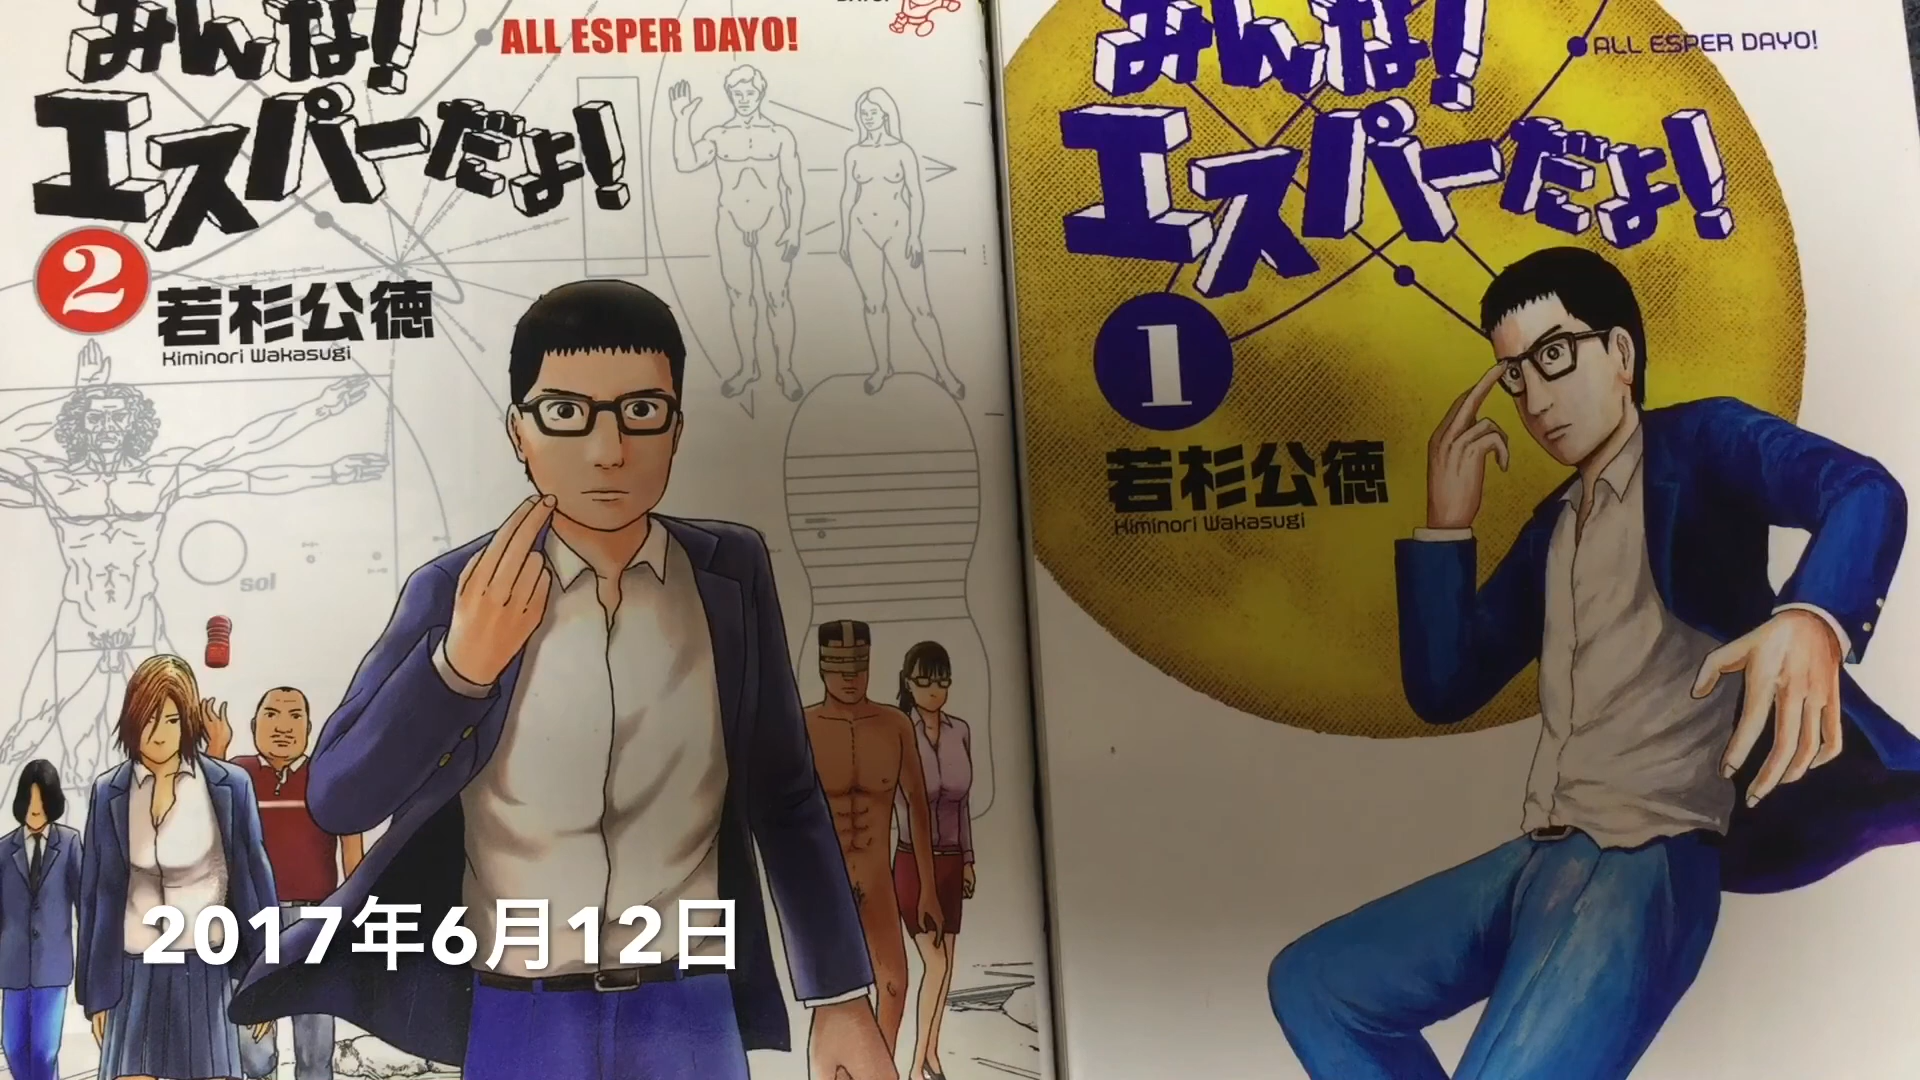 みんな!
エスパーだよ!
ALL ESPER DAYO!
2
若杉公徳
Kiminori Wakasugi
sol
みんな!
エスパーだよ!
ALL ESPER DAYO!
1
若杉公徳
Kiminori Wakasugi
2017年6月12日